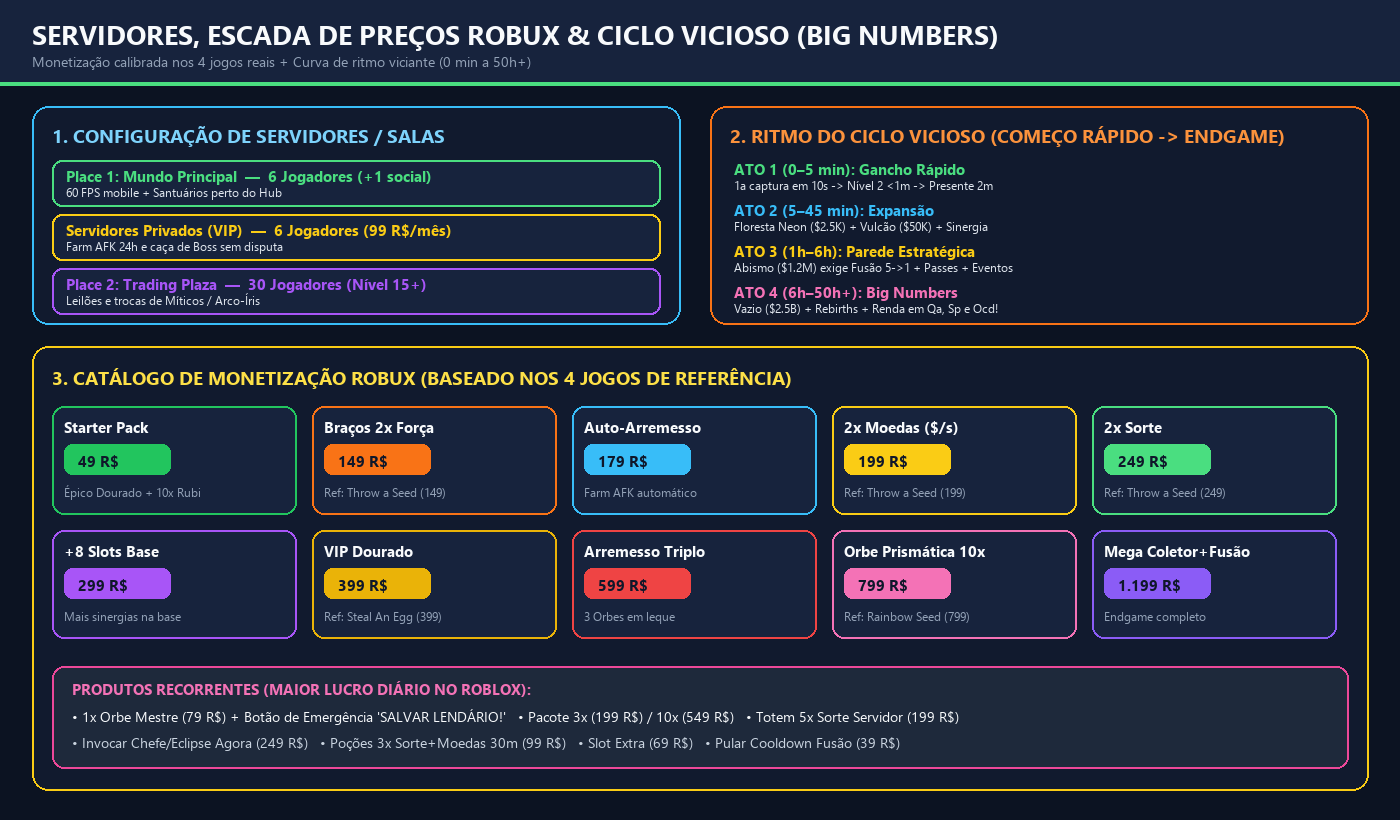 SERVIDORES, ESCADA DE PREÇOS ROBUX & CICLO VICIOSO (BIG NUMBERS)
Monetização calibrada nos 4 jogos reais + Curva de ritmo viciante (0 min a 50h+)
1. CONFIGURAÇÃO DE SERVIDORES / SALAS
Place 1: Mundo Principal — 6 Jogadores (+1 social)
60 FPS mobile + Santuários perto do Hub
Servidores Privados (VIP) — 6 Jogadores (99 R$/mês)
Farm AFK 24h e caça de Boss sem disputa
Place 2: Trading Plaza — 30 Jogadores (Nível 15+)
Leilões e trocas de Míticos / Arco-Íris
2. RITMO DO CICLO VICIOSO (COMEÇO RÁPIDO -> ENDGAME)
ATO 1 (0–5 min): Gancho Rápido
1a captura em 10s -> Nível 2 <1m -> Presente 2m
ATO 2 (5–45 min): Expansão
Floresta Neon ($2.5K) + Vulcão ($50K) + Sinergia
ATO 3 (1h–6h): Parede Estratégica
Abismo ($1.2M) exige Fusão 5->1 + Passes + Eventos
ATO 4 (6h–50h+): Big Numbers
Vazio ($2.5B) + Rebirths + Renda em Qa, Sp e Ocd!
3. CATÁLOGO DE MONETIZAÇÃO ROBUX (BASEADO NOS 4 JOGOS DE REFERÊNCIA)
Starter Pack
49 R$
Épico Dourado + 10x Rubi
Braços 2x Força
149 R$
Ref: Throw a Seed (149)
Auto-Arremesso
179 R$
Farm AFK automático
2x Moedas ($/s)
199 R$
Ref: Throw a Seed (199)
2x Sorte
249 R$
Ref: Throw a Seed (249)
+8 Slots Base
299 R$
Mais sinergias na base
VIP Dourado
399 R$
Ref: Steal An Egg (399)
Arremesso Triplo
599 R$
3 Orbes em leque
Orbe Prismática 10x
799 R$
Ref: Rainbow Seed (799)
Mega Coletor+Fusão
1.199 R$
Endgame completo
PRODUTOS RECORRENTES (MAIOR LUCRO DIÁRIO NO ROBLOX):
• 1x Orbe Mestre (79 R$) + Botão de Emergência 'SALVAR LENDÁRIO!' • Pacote 3x (199 R$) / 10x (549 R$) • Totem 5x Sorte Servidor (199 R$)
• Invocar Chefe/Eclipse Agora (249 R$) • Poções 3x Sorte+Moedas 30m (99 R$) • Slot Extra (69 R$) • Pular Cooldown Fusão (39 R$)